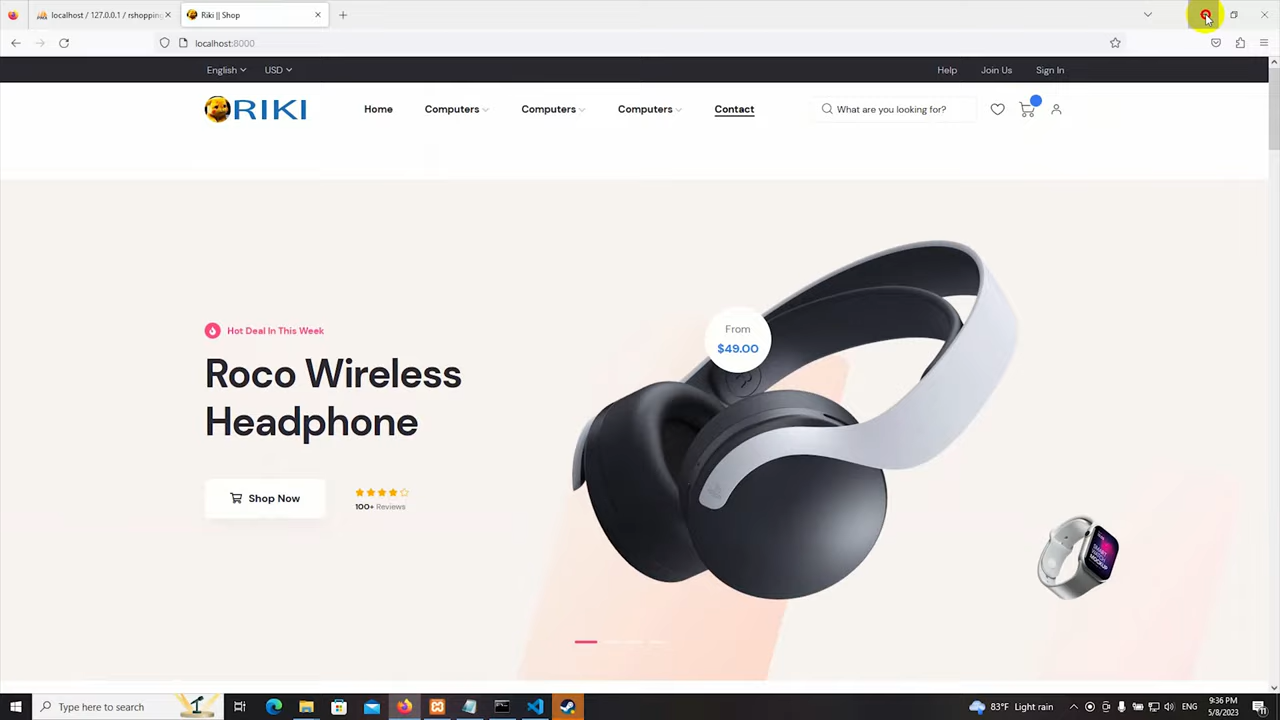 localhost / 127.0.0.1 / rshopping
Riki || Shop
localhost:8000
English USD Help Join Us Sign In
RIKI Home Computers Computers Computers Contact What are you looking for?
From
$49.00
Hot Deal In This Week
Roco Wireless
Headphone
Shop Now
100+ Reviews
Type here to search
83°F Light rain
ENG
9:36 PM
5/8/2023